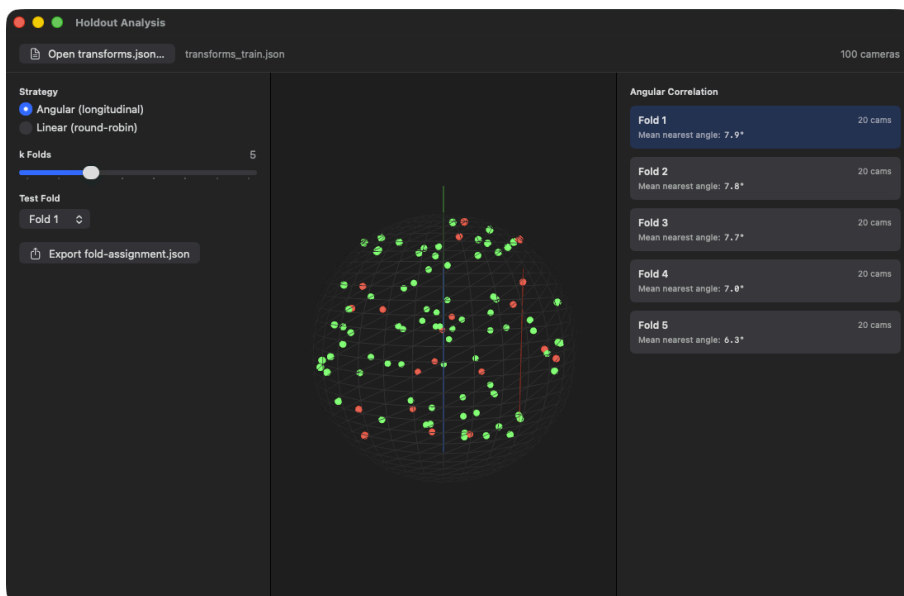 Holdout Analysis
Open transforms.json...
transforms_train.json
100 cameras
Strategy
Angular (longitudinal)
Linear (round-robin)
k Folds
5
Test Fold
Fold 1
Export fold-assignment.json
Angular Correlation
Fold 1
20 cams
Mean nearest angle: 7.9°
Fold 2
20 cams
Mean nearest angle: 7.8°
Fold 3
20 cams
Mean nearest angle: 7.7°
Fold 4
20 cams
Mean nearest angle: 7.0°
Fold 5
20 cams
Mean nearest angle: 6.3°